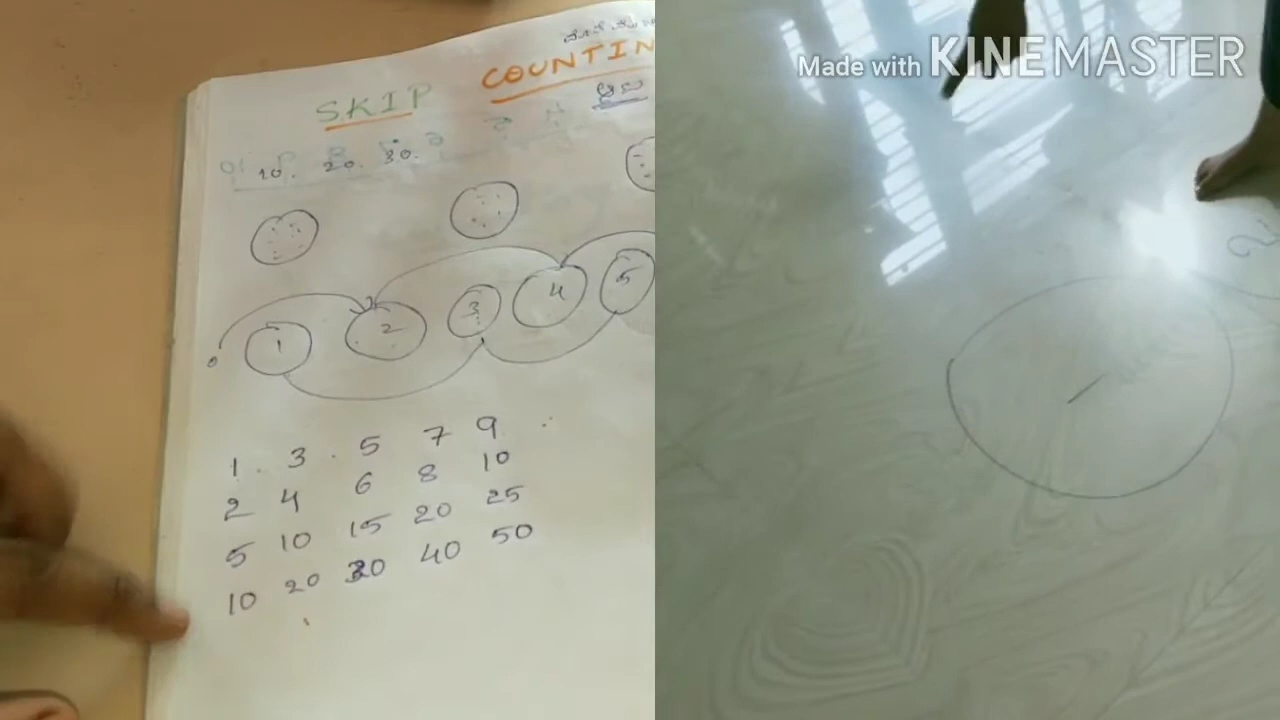 Made with KINEMASTER
SKIP COUNTIN
10. 20. 30.
1 2 3 4 5
1 . 3 . 5 7 9
2 4 6 8 10
5 10 15 20 25
10 20 30 40 50